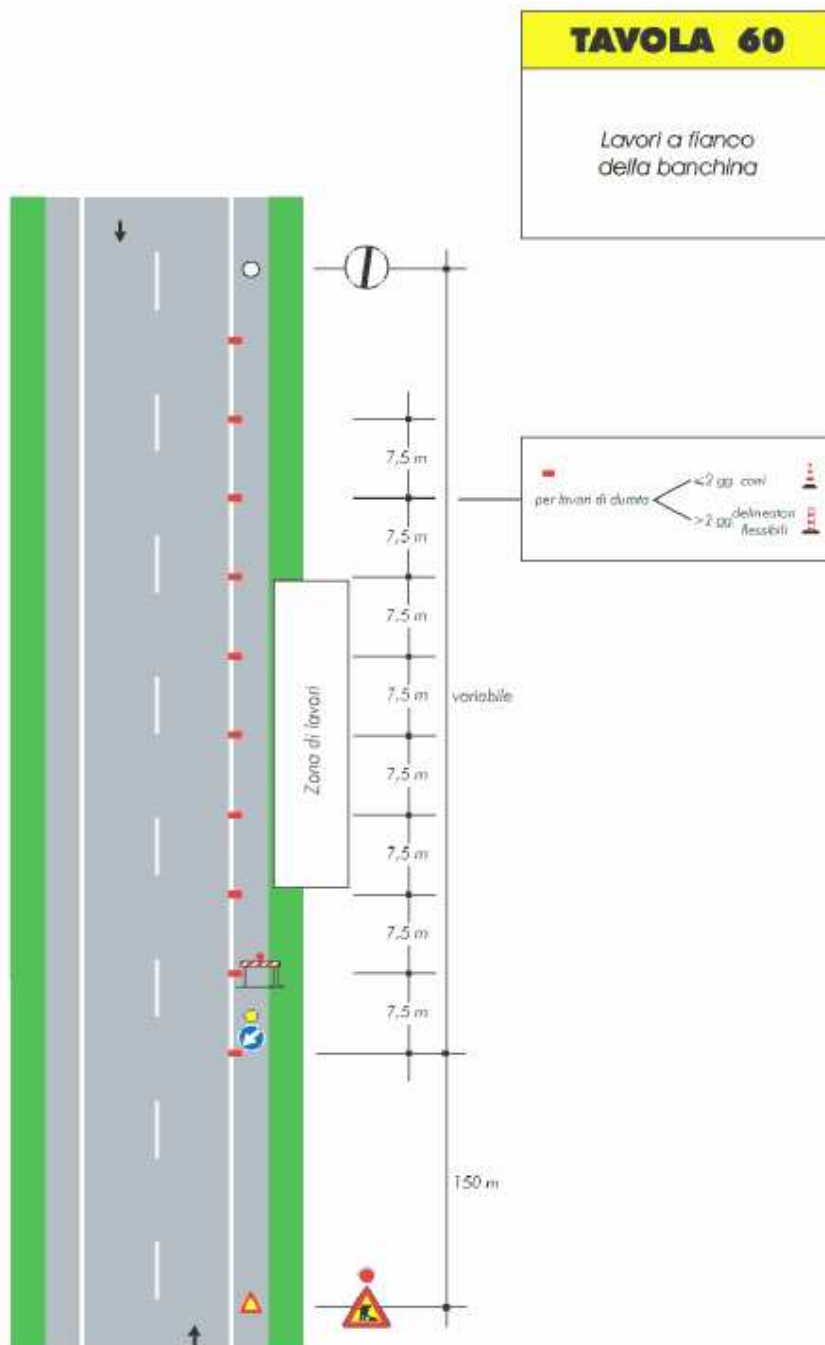 TAVOLA 60
Lavori a fianco
della banchina
7,5 m
7,5 m
7,5 m
7,5 m
7,5 m
7,5 m
7,5 m
7,5 m
variabile
150 m
Zona di lavori
per lavori di durata
≤2 gg. coni
>2 gg. delineatori
flessibili